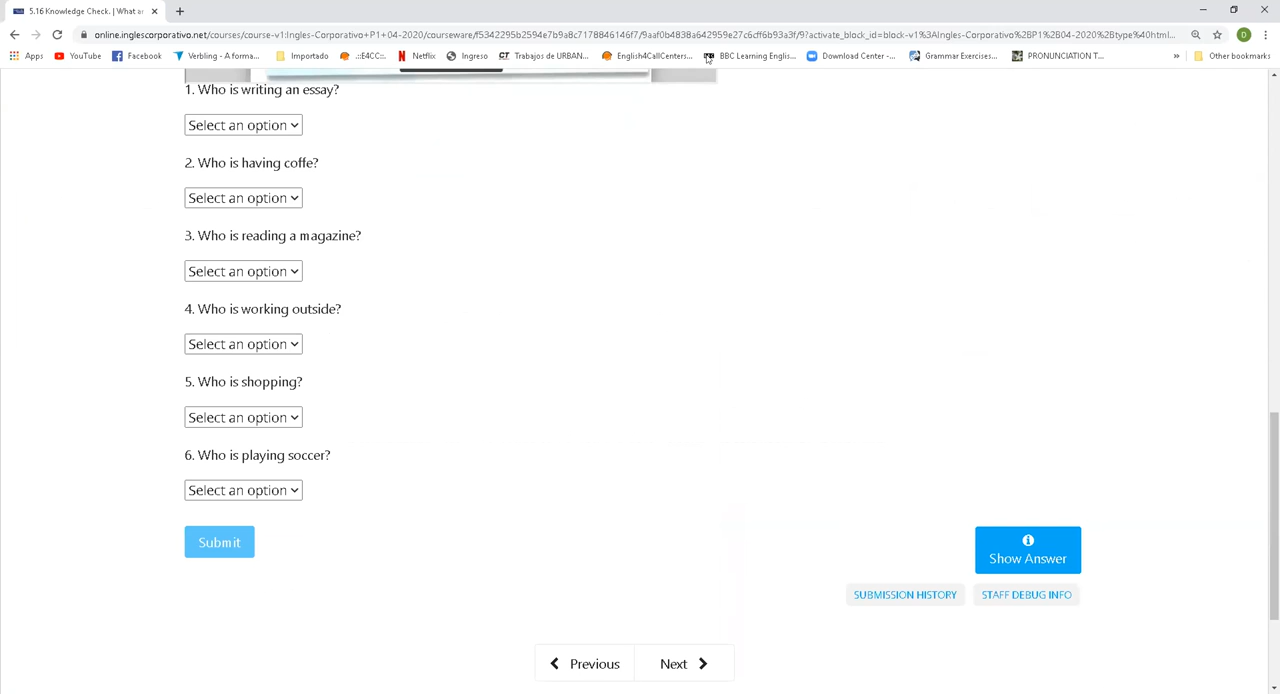 5.16 Knowledge Check. | What ar
online.inglescorporativo.net/courses/course-v1:Ingles-Corporativo+P1+04-2020/courseware/f5342295b2594e7b9a8c7178846146f7/9aaf0b4838a642959e27c6cff6b93a3f/9?activate_block_id=block-v1%3AIngles-Corporativo%2BP1%2B04-2020%2Btype%40html...
D
Apps YouTube Facebook Verbling - A forma... Importado .::E4CC::. Netflix Ingreso Trabajos de URBAN... English4CallCenters... BBC Learning Englis... Download Center -... Grammar Exercises... PRONUNCIATION T... » Other bookmarks
1. Who is writing an essay?
Select an option
2. Who is having coffe?
Select an option
3. Who is reading a magazine?
Select an option
4. Who is working outside?
Select an option
5. Who is shopping?
Select an option
6. Who is playing soccer?
Select an option
Submit
Show Answer
SUBMISSION HISTORY STAFF DEBUG INFO
Previous Next